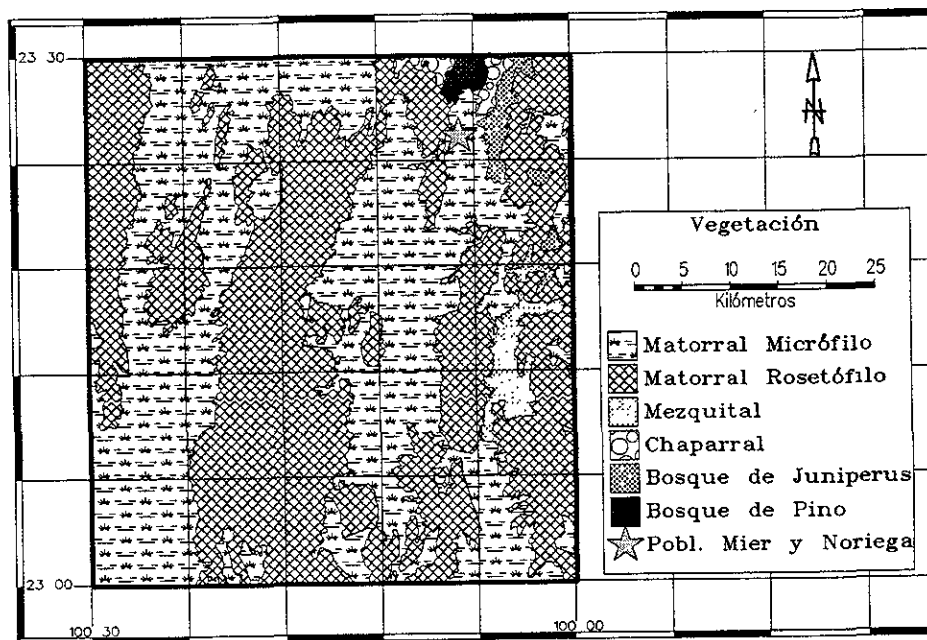 23 30
N
Vegetación
0 5 10 15 20 25
Kilómetros
Matorral Micrófilo
Matorral Rosetófilo
Mezquital
Chaparral
Bosque de Juniperus
Bosque de Pino
Pobl. Mier y Noriega
23 00
100 30
100 00